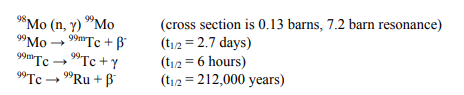 ⁹⁸Mo (n, γ) ⁹⁹Mo (cross section is 0.13 barns, 7.2 barn resonance)
⁹⁹Mo → ⁹⁹ᵐTc + β⁻ (t₁/₂ = 2.7 days)
⁹⁹ᵐTc → ⁹⁹Tc + γ (t₁/₂ = 6 hours)
⁹⁹Tc → ⁹⁹Ru + β⁻ (t₁/₂ = 212,000 years)